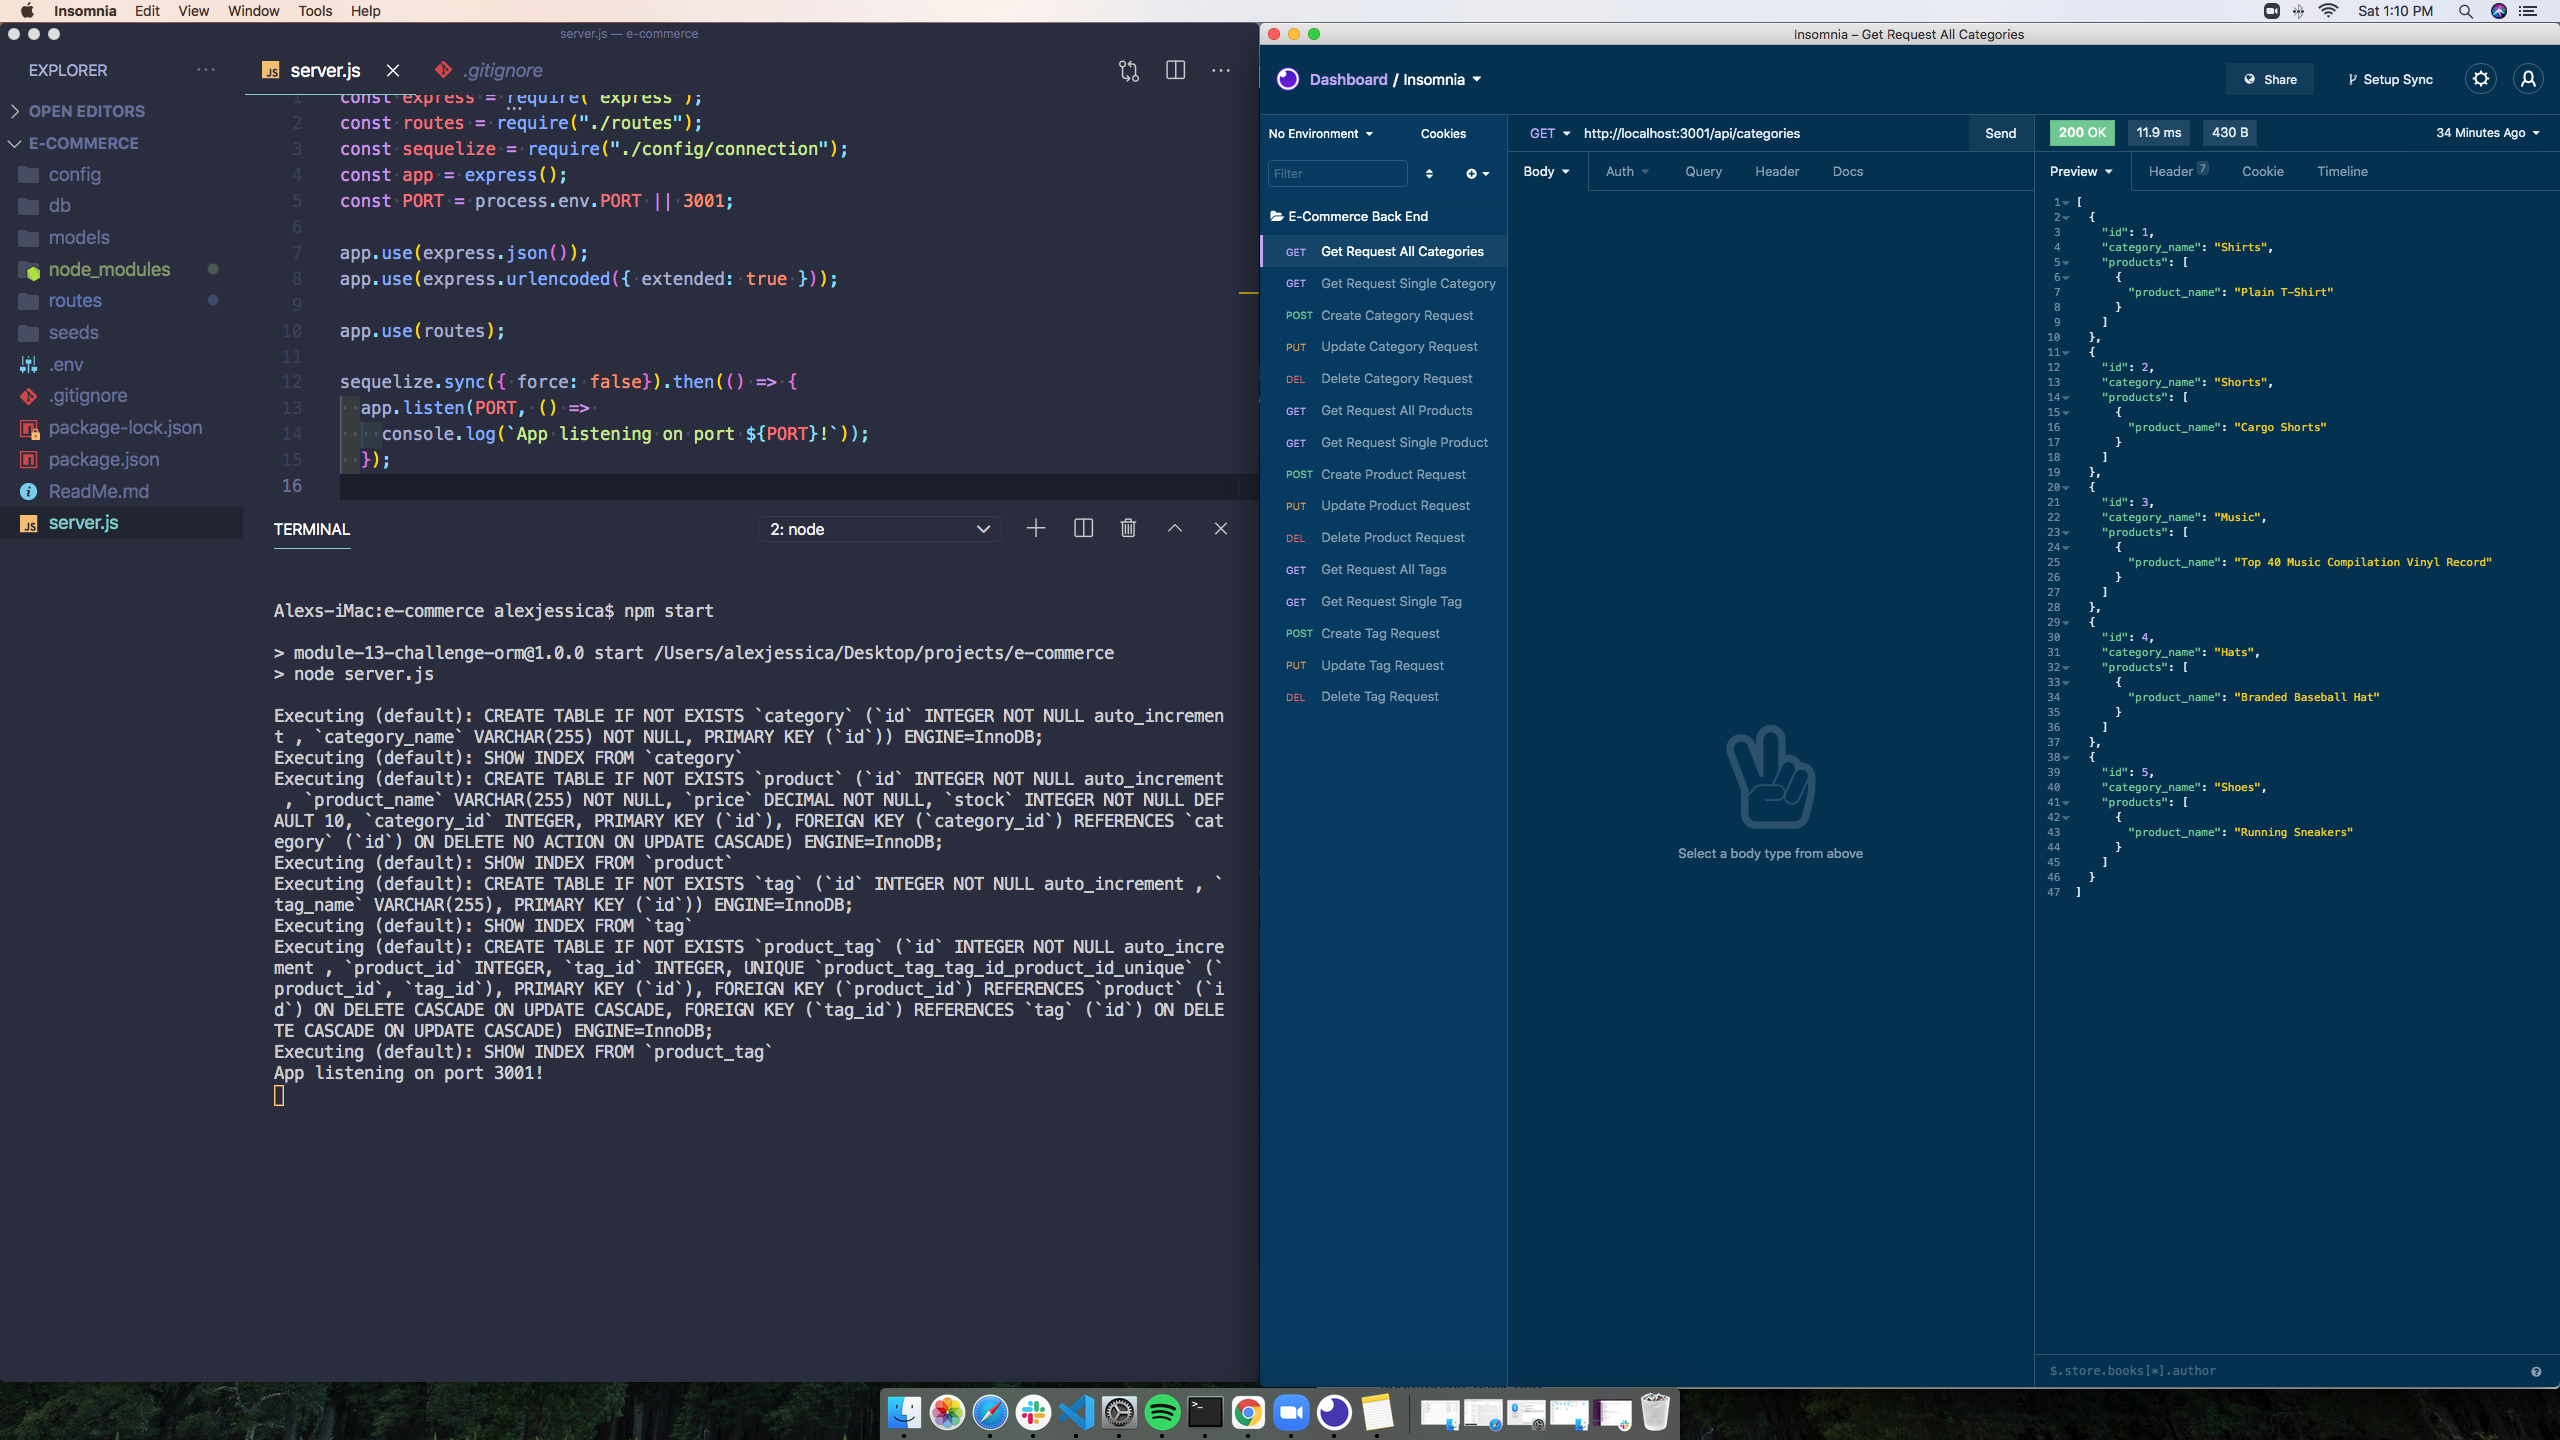 Insomnia Edit View Window Tools Help
Sat 1:10 PM
server.js — e-commerce
EXPLORER
OPEN EDITORS
E-COMMERCE
config
db
models
node_modules
routes
seeds
.env
.gitignore
package-lock.json
package.json
ReadMe.md
server.js
server.js
.gitignore
1 const express = require("express");
2 const routes = require("./routes");
3 const sequelize = require("./config/connection");
4 const app = express();
5 const PORT = process.env.PORT || 3001;
6
7 app.use(express.json());
8 app.use(express.urlencoded({ extended: true }));
9
10 app.use(routes);
11
12 sequelize.sync({ force: false}).then(() => {
13 app.listen(PORT, () =>
14 console.log(`App listening on port ${PORT}!`));
15 });
16
TERMINAL
2: node
Alexs-iMac:e-commerce alexjessica$ npm start
> module-13-challenge-orm@1.0.0 start /Users/alexjessica/Desktop/projects/e-commerce
> node server.js
Executing (default): CREATE TABLE IF NOT EXISTS `category` (`id` INTEGER NOT NULL auto_incremen
t , `category_name` VARCHAR(255) NOT NULL, PRIMARY KEY (`id`)) ENGINE=InnoDB;
Executing (default): SHOW INDEX FROM `category`
Executing (default): CREATE TABLE IF NOT EXISTS `product` (`id` INTEGER NOT NULL auto_increment
, `product_name` VARCHAR(255) NOT NULL, `price` DECIMAL NOT NULL, `stock` INTEGER NOT NULL DEF
AULT 10, `category_id` INTEGER, PRIMARY KEY (`id`), FOREIGN KEY (`category_id`) REFERENCES `cat
egory` (`id`) ON DELETE NO ACTION ON UPDATE CASCADE) ENGINE=InnoDB;
Executing (default): SHOW INDEX FROM `product`
Executing (default): CREATE TABLE IF NOT EXISTS `tag` (`id` INTEGER NOT NULL auto_increment , `
tag_name` VARCHAR(255), PRIMARY KEY (`id`)) ENGINE=InnoDB;
Executing (default): SHOW INDEX FROM `tag`
Executing (default): CREATE TABLE IF NOT EXISTS `product_tag` (`id` INTEGER NOT NULL auto_incre
ment , `product_id` INTEGER, `tag_id` INTEGER, UNIQUE `product_tag_tag_id_product_id_unique` (`
product_id`, `tag_id`), PRIMARY KEY (`id`), FOREIGN KEY (`product_id`) REFERENCES `product` (`i
d`) ON DELETE CASCADE ON UPDATE CASCADE, FOREIGN KEY (`tag_id`) REFERENCES `tag` (`id`) ON DELE
TE CASCADE ON UPDATE CASCADE) ENGINE=InnoDB;
Executing (default): SHOW INDEX FROM `product_tag`
App listening on port 3001!
Insomnia – Get Request All Categories
Dashboard / Insomnia
Share
Setup Sync
No Environment
Cookies
Filter
E-Commerce Back End
GET Get Request All Categories
GET Get Request Single Category
POST Create Category Request
PUT Update Category Request
DEL Delete Category Request
GET Get Request All Products
GET Get Request Single Product
POST Create Product Request
PUT Update Product Request
DEL Delete Product Request
GET Get Request All Tags
GET Get Request Single Tag
POST Create Tag Request
PUT Update Tag Request
DEL Delete Tag Request
GET http://localhost:3001/api/categories Send
Body Auth Query Header Docs
Select a body type from above
200 OK 11.9 ms 430 B 34 Minutes Ago
Preview Header 7 Cookie Timeline
1 [
2 {
3 "id": 1,
4 "category_name": "Shirts",
5 "products": [
6 {
7 "product_name": "Plain T-Shirt"
8 }
9 ]
10 },
11 {
12 "id": 2,
13 "category_name": "Shorts",
14 "products": [
15 {
16 "product_name": "Cargo Shorts"
17 }
18 ]
19 },
20 {
21 "id": 3,
22 "category_name": "Music",
23 "products": [
24 {
25 "product_name": "Top 40 Music Compilation Vinyl Record"
26 }
27 ]
28 },
29 {
30 "id": 4,
31 "category_name": "Hats",
32 "products": [
33 {
34 "product_name": "Branded Baseball Hat"
35 }
36 ]
37 },
38 {
39 "id": 5,
40 "category_name": "Shoes",
41 "products": [
42 {
43 "product_name": "Running Sneakers"
44 }
45 ]
46 }
47 ]
$.store.books[*].author